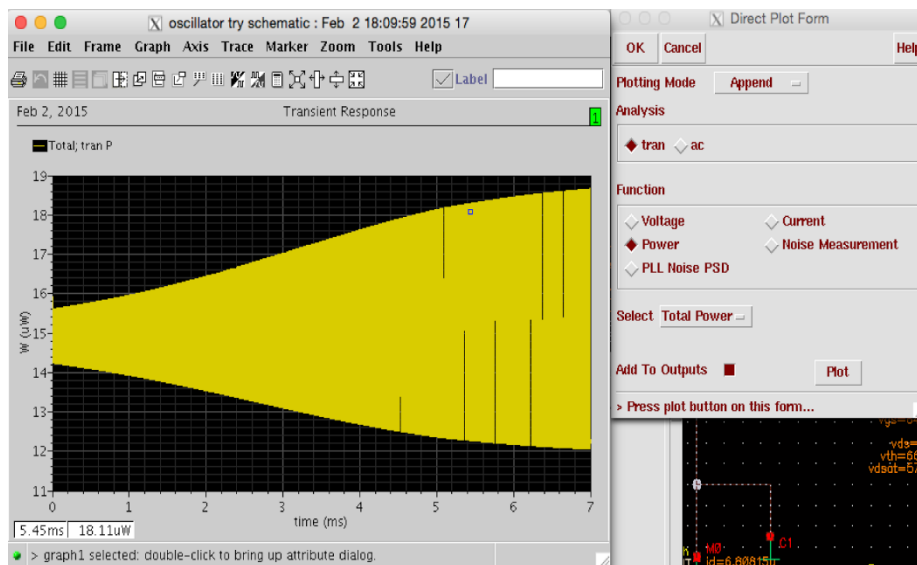 oscillator try schematic : Feb 2 18:09:59 2015 17
File Edit Frame Graph Axis Trace Marker Zoom Tools Help
Label
Feb 2, 2015
Transient Response
1
Total; tran P
19
18
17
16
15
14
13
12
11
W (uW)
0 1 2 3 4 5 6 7
time (ms)
5.45ms 18.11uW
> graph1 selected: double-click to bring up attribute dialog.
Direct Plot Form
OK Cancel Help
Plotting Mode Append
Analysis
tran ac
Function
Voltage Current
Power Noise Measurement
PLL Noise PSD
Select Total Power
Add To Outputs Plot
> Press plot button on this form...
vds=
vth=66
vdsat=57
M0
C1